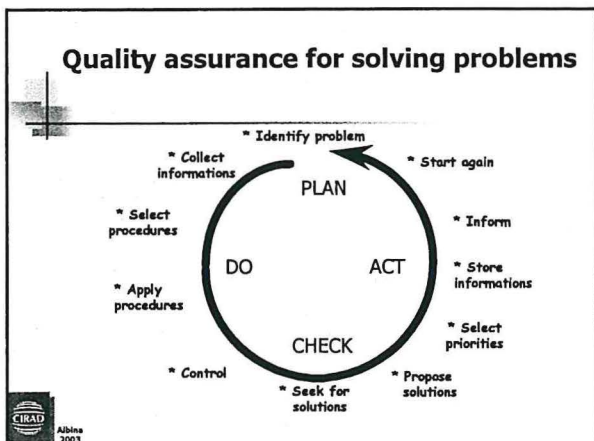 Quality assurance for solving problems
* Identify problem
* Collect
informations
* Start again
PLAN
* Select
procedures
* Inform
DO
ACT
* Store
informations
* Apply
procedures
* Select
priorities
CHECK
* Control
* Seek for
solutions
* Propose
solutions
CIRAD
Albina
2003